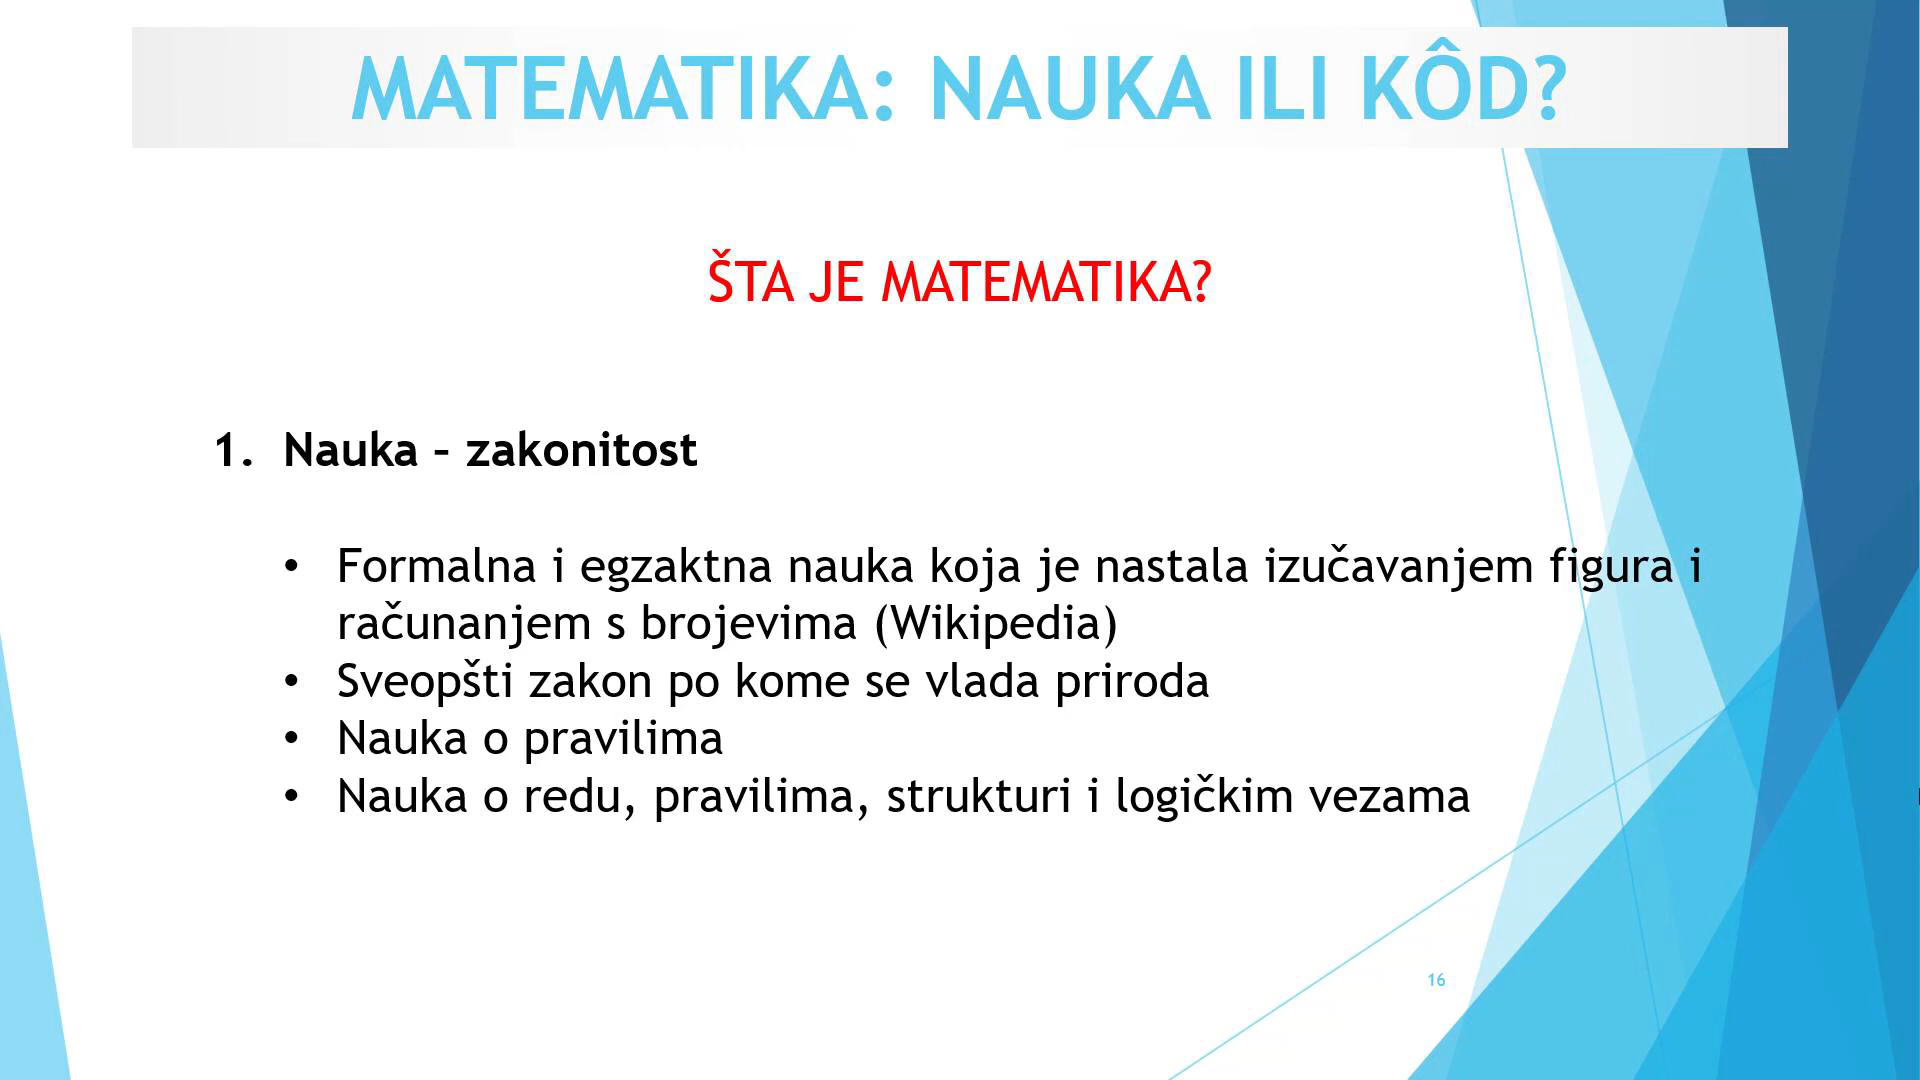 MATEMATIKA: NAUKA ILI KÔD?
ŠTA JE MATEMATIKA?
1. Nauka – zakonitost
• Formalna i egzaktna nauka koja je nastala izučavanjem figura i
računanjem s brojevima (Wikipedia)
• Sveopšti zakon po kome se vlada priroda
• Nauka o pravilima
• Nauka o redu, pravilima, strukturi i logičkim vezama
16